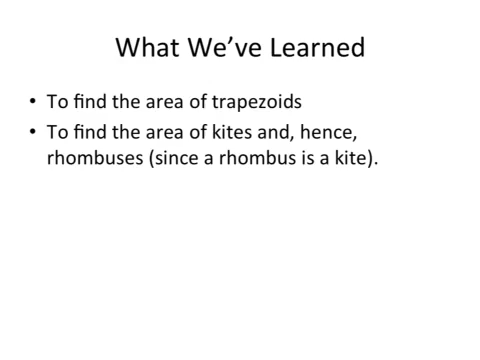 What We’ve Learned
• To find the area of trapezoids
• To find the area of kites and, hence,
rhombuses (since a rhombus is a kite).